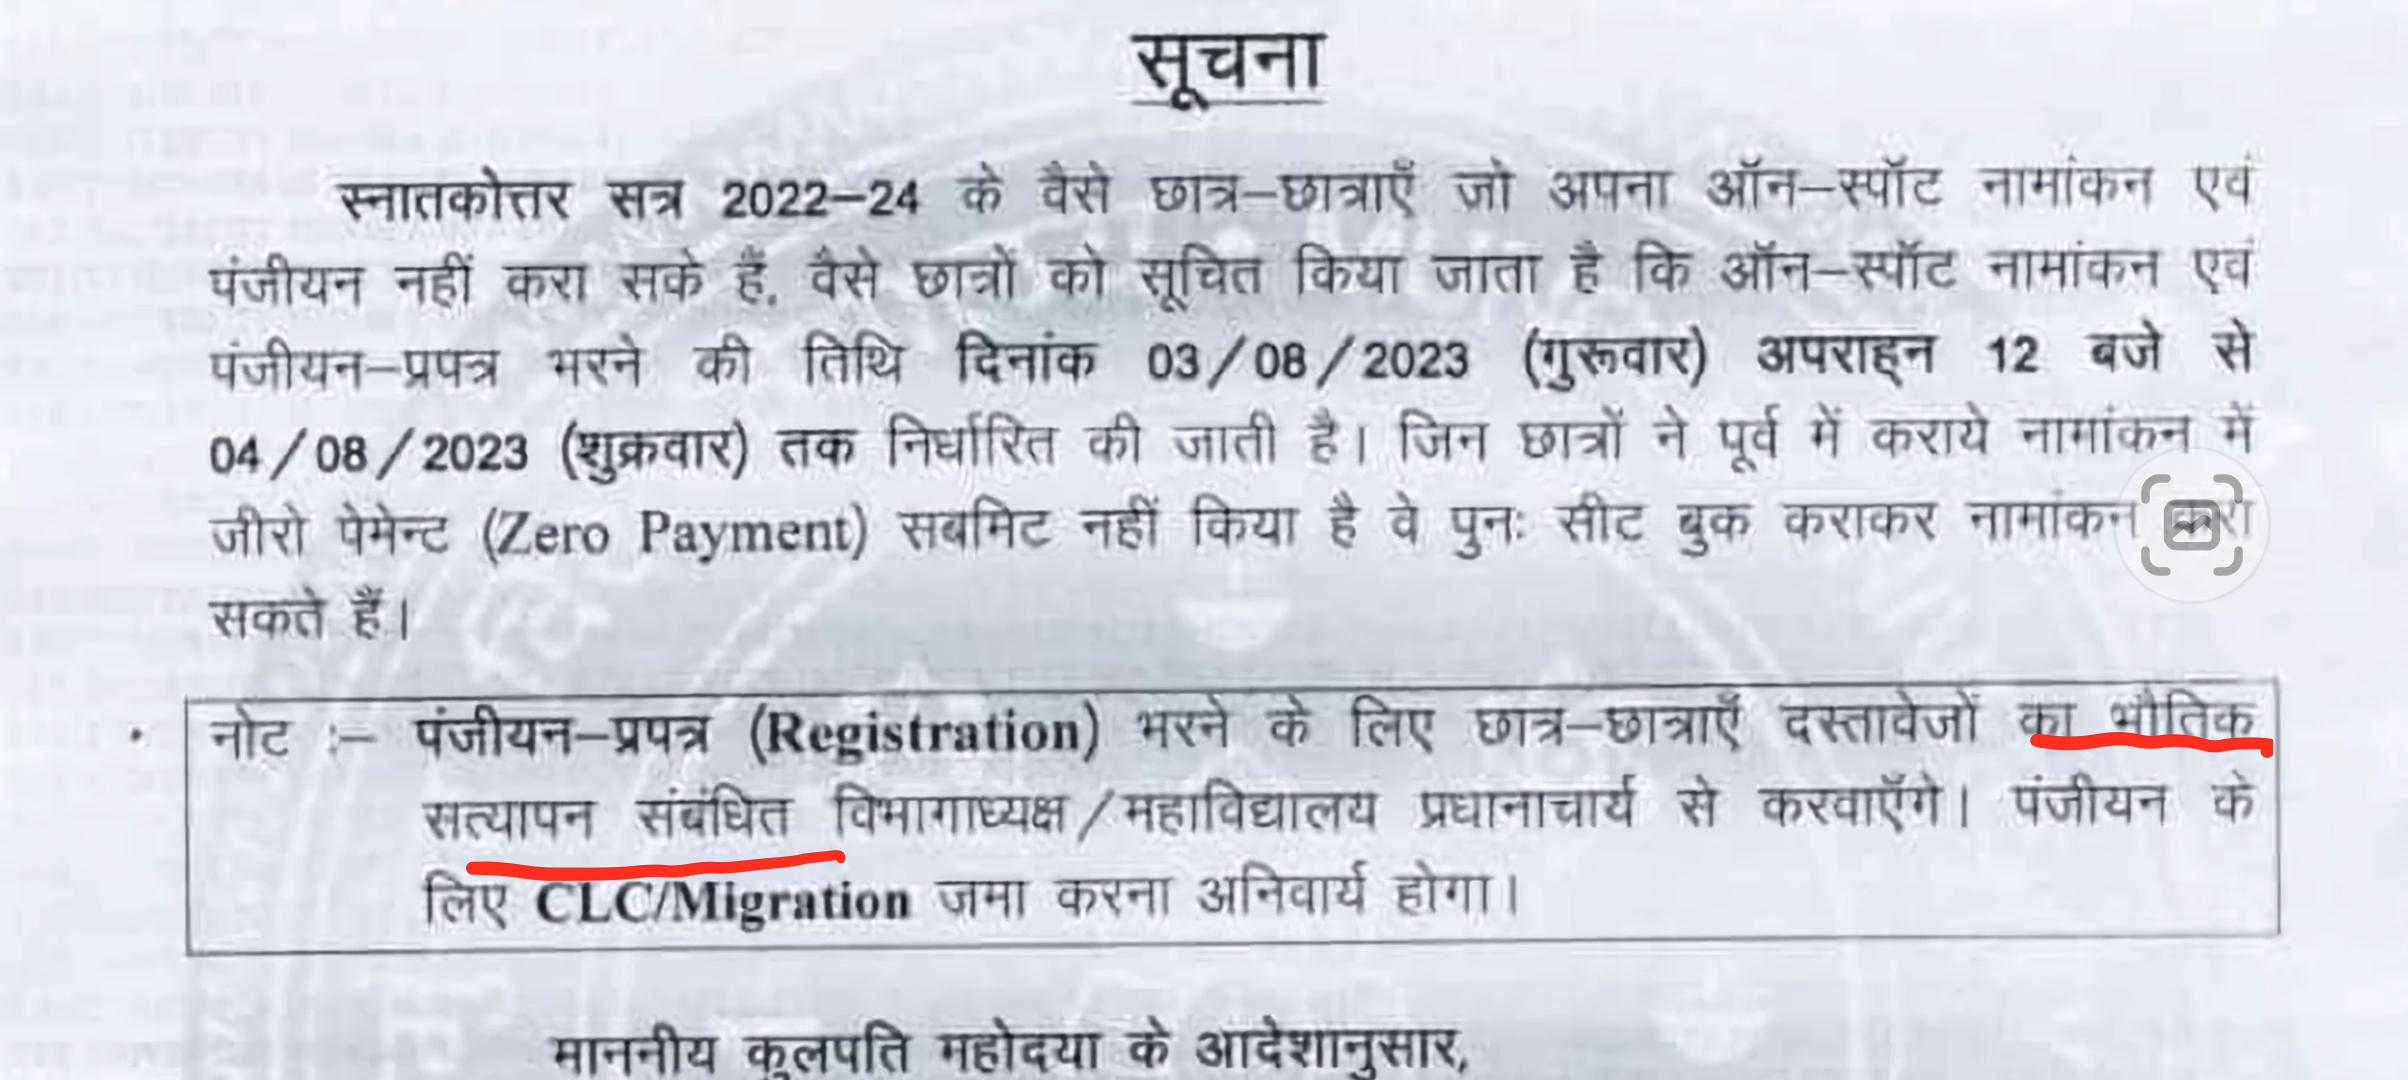 सूचना
स्नातकोत्तर सत्र 2022–24 के वैसे छात्र–छात्राएँ जो अपना ऑन–स्पॉट नामांकन एवं
पंजीयन नहीं करा सके हैं, वैसे छात्रों को सूचित किया जाता है कि ऑन–स्पॉट नामांकन एवं
पंजीयन–प्रपत्र भरने की तिथि दिनांक 03/08/2023 (गुरूवार) अपराह्न 12 बजे से
04/08/2023 (शुक्रवार) तक निर्धारित की जाती है। जिन छात्रों ने पूर्व में कराये नामांकन में
जीरो पेमेन्ट (Zero Payment) सबमिट नहीं किया है वे पुनः सीट बुक कराकर नामांकन करा
सकते हैं।
नोट :– पंजीयन–प्रपत्र (Registration) भरने के लिए छात्र–छात्राएँ दस्तावेजों का भौतिक
सत्यापन संबंधित विभागाध्यक्ष/महाविद्यालय प्रधानाचार्य से करवाएँगे। पंजीयन के
लिए CLC/Migration जमा करना अनिवार्य होगा।
माननीय कुलपति महोदया के आदेशानुसार,